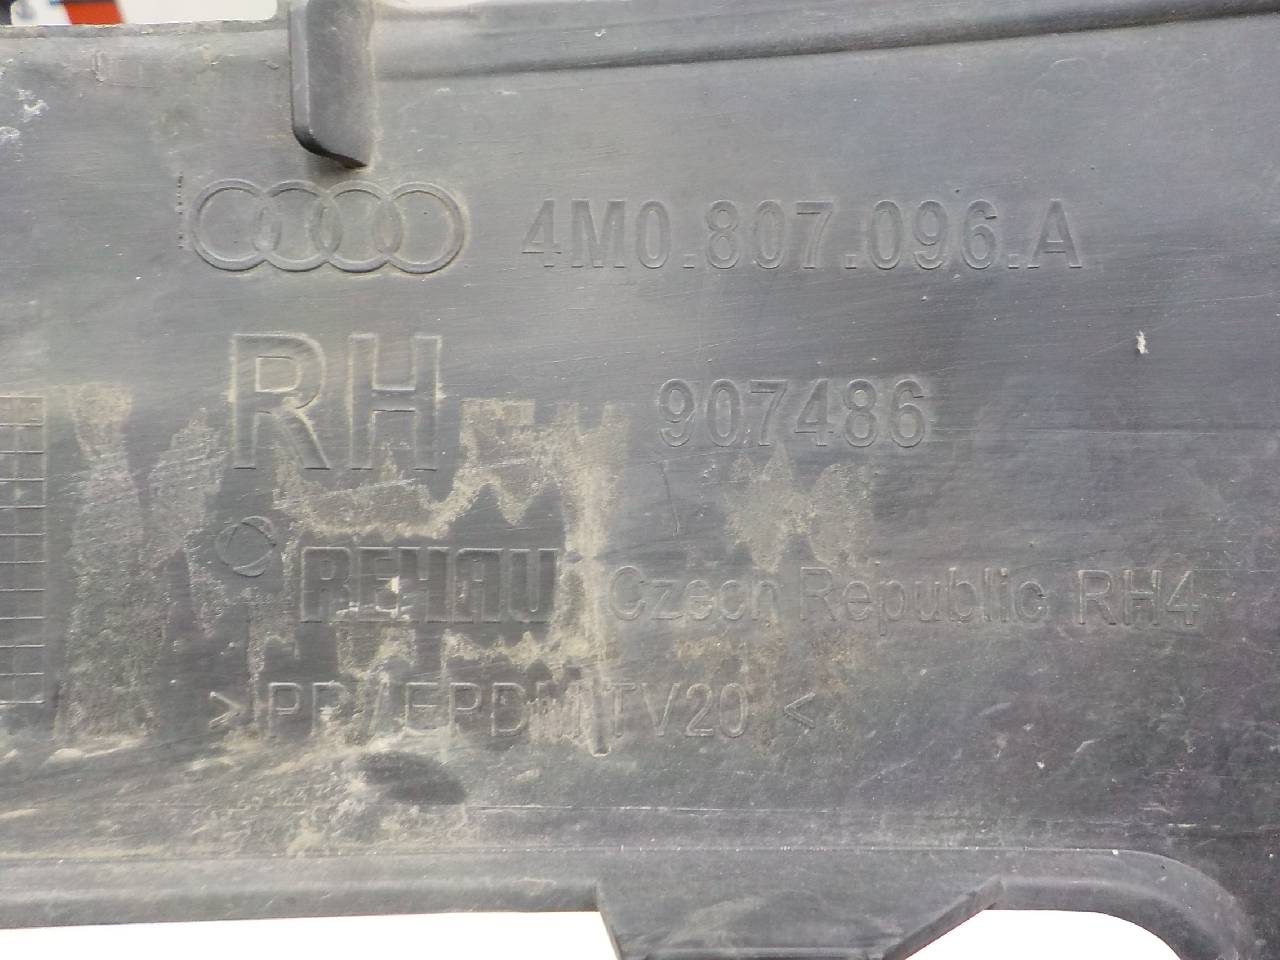 4M0.807.096.A
RH
907486
REHAU Czech Republic RH4
> PP / EPDM TV20 <